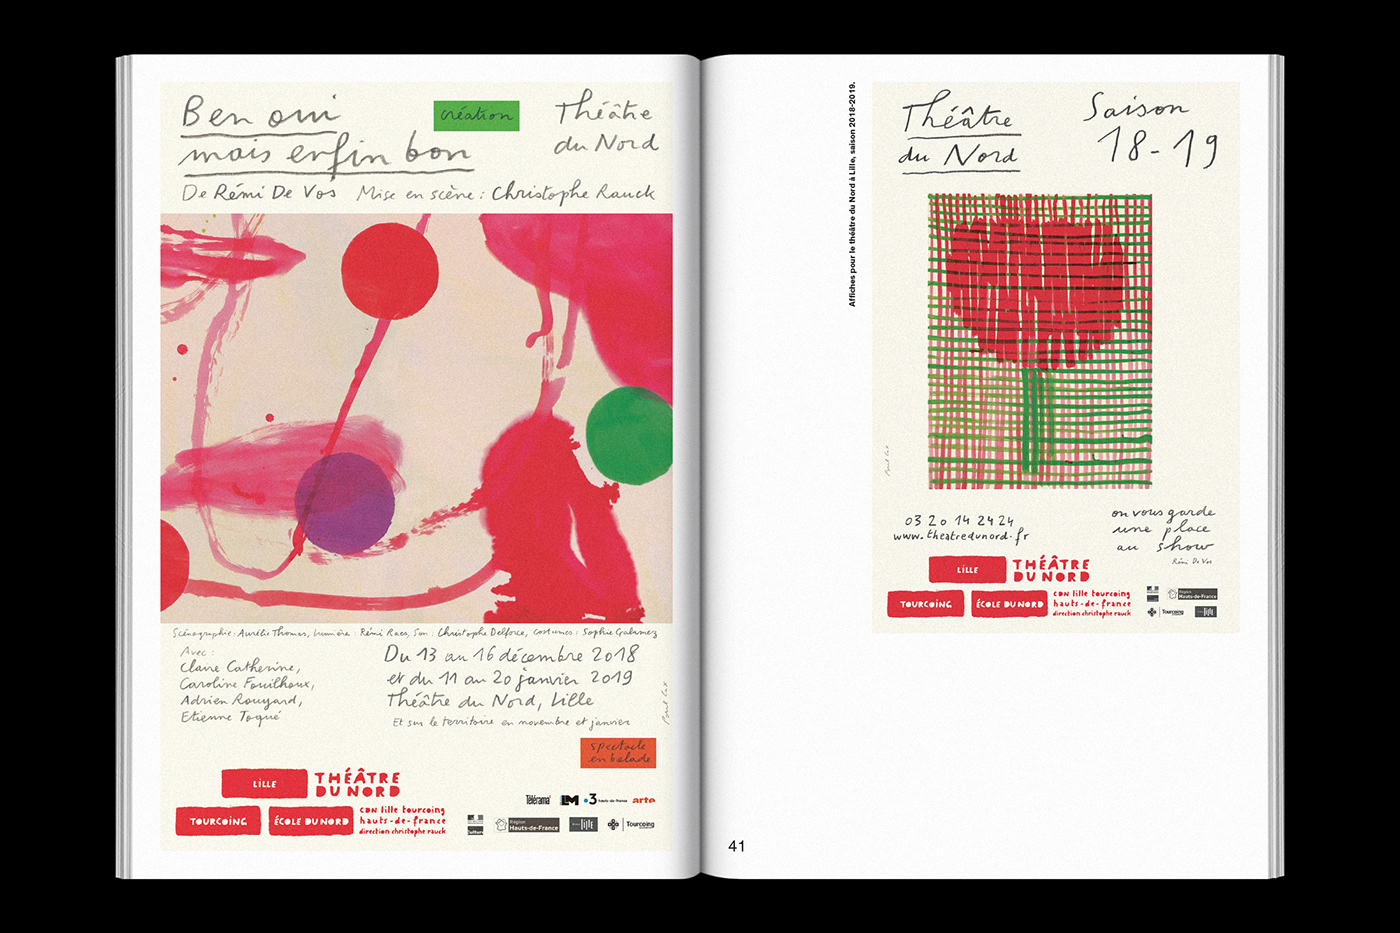 Ben oui
mais enfin bon
création
Théâtre
du Nord
De Rémi De Vos Mise en scène : Christophe Rauck
Scénographie : Aurélie Thomas, Lumière : Rémi Raes, Son : Christophe Delforce, costumes : Sophie
Avec :
Claire Catherine,
Caroline Fouilhoux,
Adrien Rouyard,
Etienne Toqué
Du 13 au 16 décembre 2018
et du 11 au 20 janvier 2019
Théâtre du Nord, Lille
Et sur le territoire en novembre et janvier
Paul Cox
spectacle
en balade
LiLLE
THÉÂTRE
DU NORD
TOURCOiNG
ÉCOLE DU NORD
CDN lille tourcoing
hauts-de-france
direction christophe rauck
Télérama'
LM
3 hauts-de-france
arte
Région
Hauts-de-France
LILLE
Tourcoing
Affiches pour le théâtre du Nord à Lille, saison 2018-2019.
Théâtre
du Nord
Saison
18-19
Paul Cox
03 20 14 24 24
www.theatredunord.fr
on vous garde
une place
au show
Rémi De Vos
LiLLE
THÉÂTRE
DU NORD
TOURCOiNG
ÉCOLE DU NORD
CDN lille tourcoing
hauts-de-france
direction christophe rauck
Région
Hauts-de-France
Tourcoing
LILLE
41